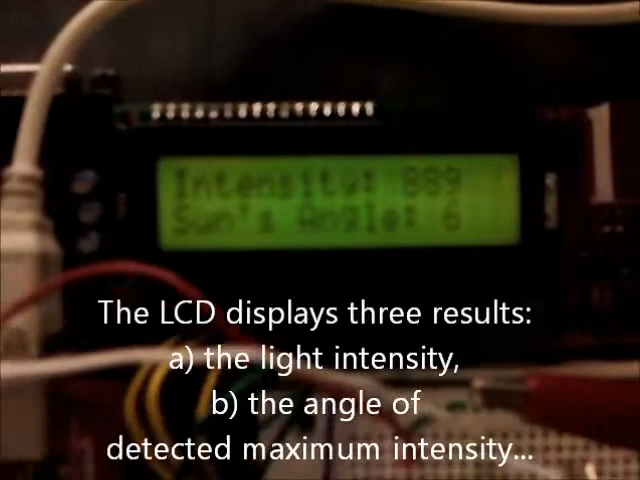 Intensity: 889
Sun's Angle: 6
The LCD displays three results:
a) the light intensity,
b) the angle of
detected maximum intensity...